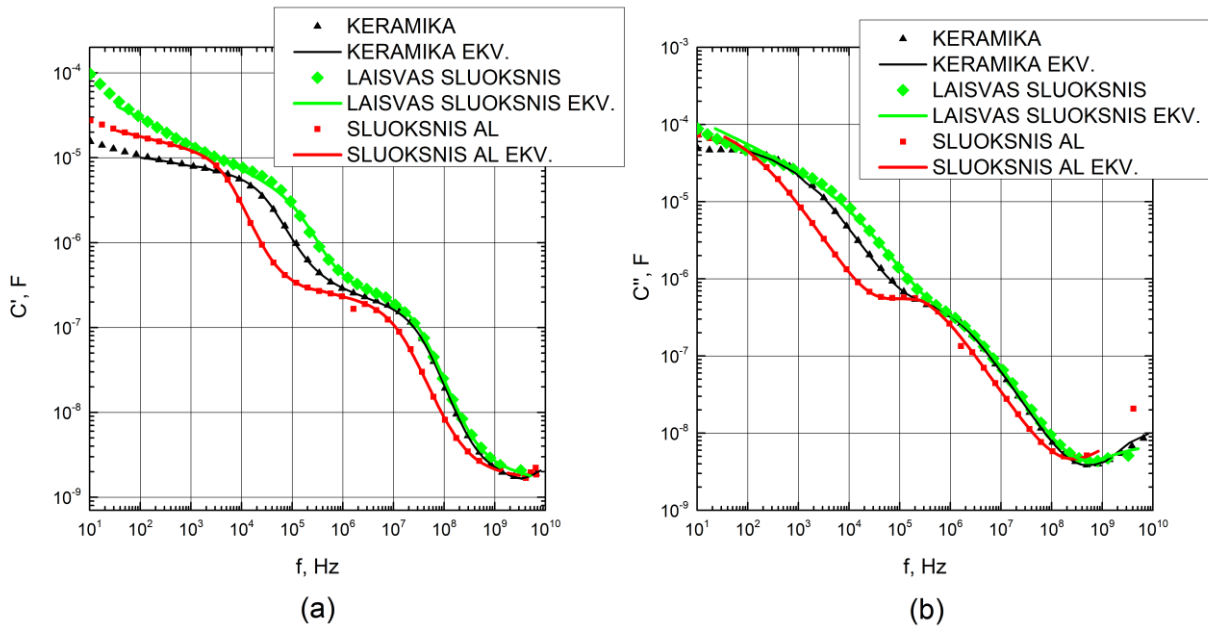 KERAMIKA
KERAMIKA EKV.
LAISVAS SLUOKSNIS
LAISVAS SLUOKSNIS EKV.
SLUOKSNIS AL
SLUOKSNIS AL EKV.
C', F
10⁻⁴
10⁻⁵
10⁻⁶
10⁻⁷
10⁻⁸
10⁻⁹
10¹ 10² 10³ 10⁴ 10⁵ 10⁶ 10⁷ 10⁸ 10⁹ 10¹⁰
f, Hz
(a)
KERAMIKA
KERAMIKA EKV.
LAISVAS SLUOKSNIS
LAISVAS SLUOKSNIS EKV.
SLUOKSNIS AL
SLUOKSNIS AL EKV.
C'', F
10⁻³
10⁻⁴
10⁻⁵
10⁻⁶
10⁻⁷
10⁻⁸
10⁻⁹
10¹ 10² 10³ 10⁴ 10⁵ 10⁶ 10⁷ 10⁸ 10⁹ 10¹⁰
f, Hz
(b)